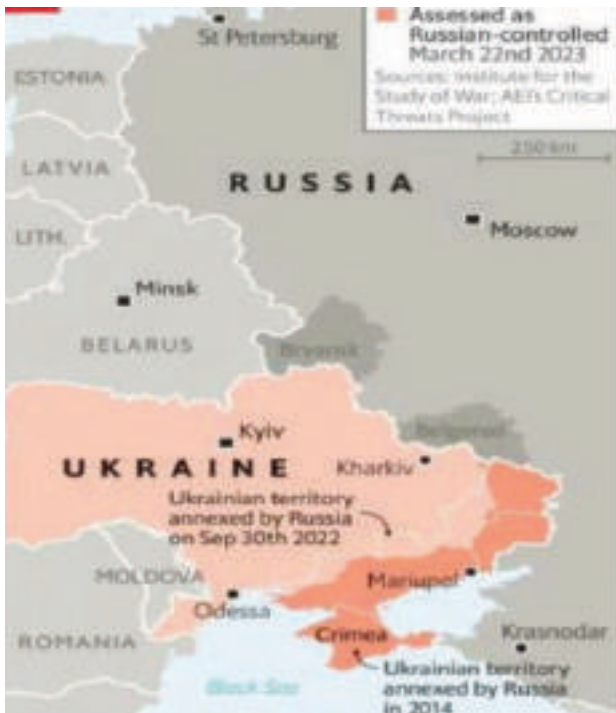 Assessed as
Russian-controlled
March 22nd 2023
Sources: Institute for the
Study of War; AEI's Critical
Threats Project
250 km
St Petersburg
ESTONIA
LATVIA
RUSSIA
LITH.
Moscow
Minsk
BELARUS
Bryansk
Belgorod
Kyiv
UKRAINE
Kharkiv
Ukrainian territory
annexed by Russia
on Sep 30th 2022
MOLDOVA
Mariupol
Odessa
ROMANIA
Crimea
Krasnodar
Ukrainian territory
annexed by Russia
in 2014
Black Sea